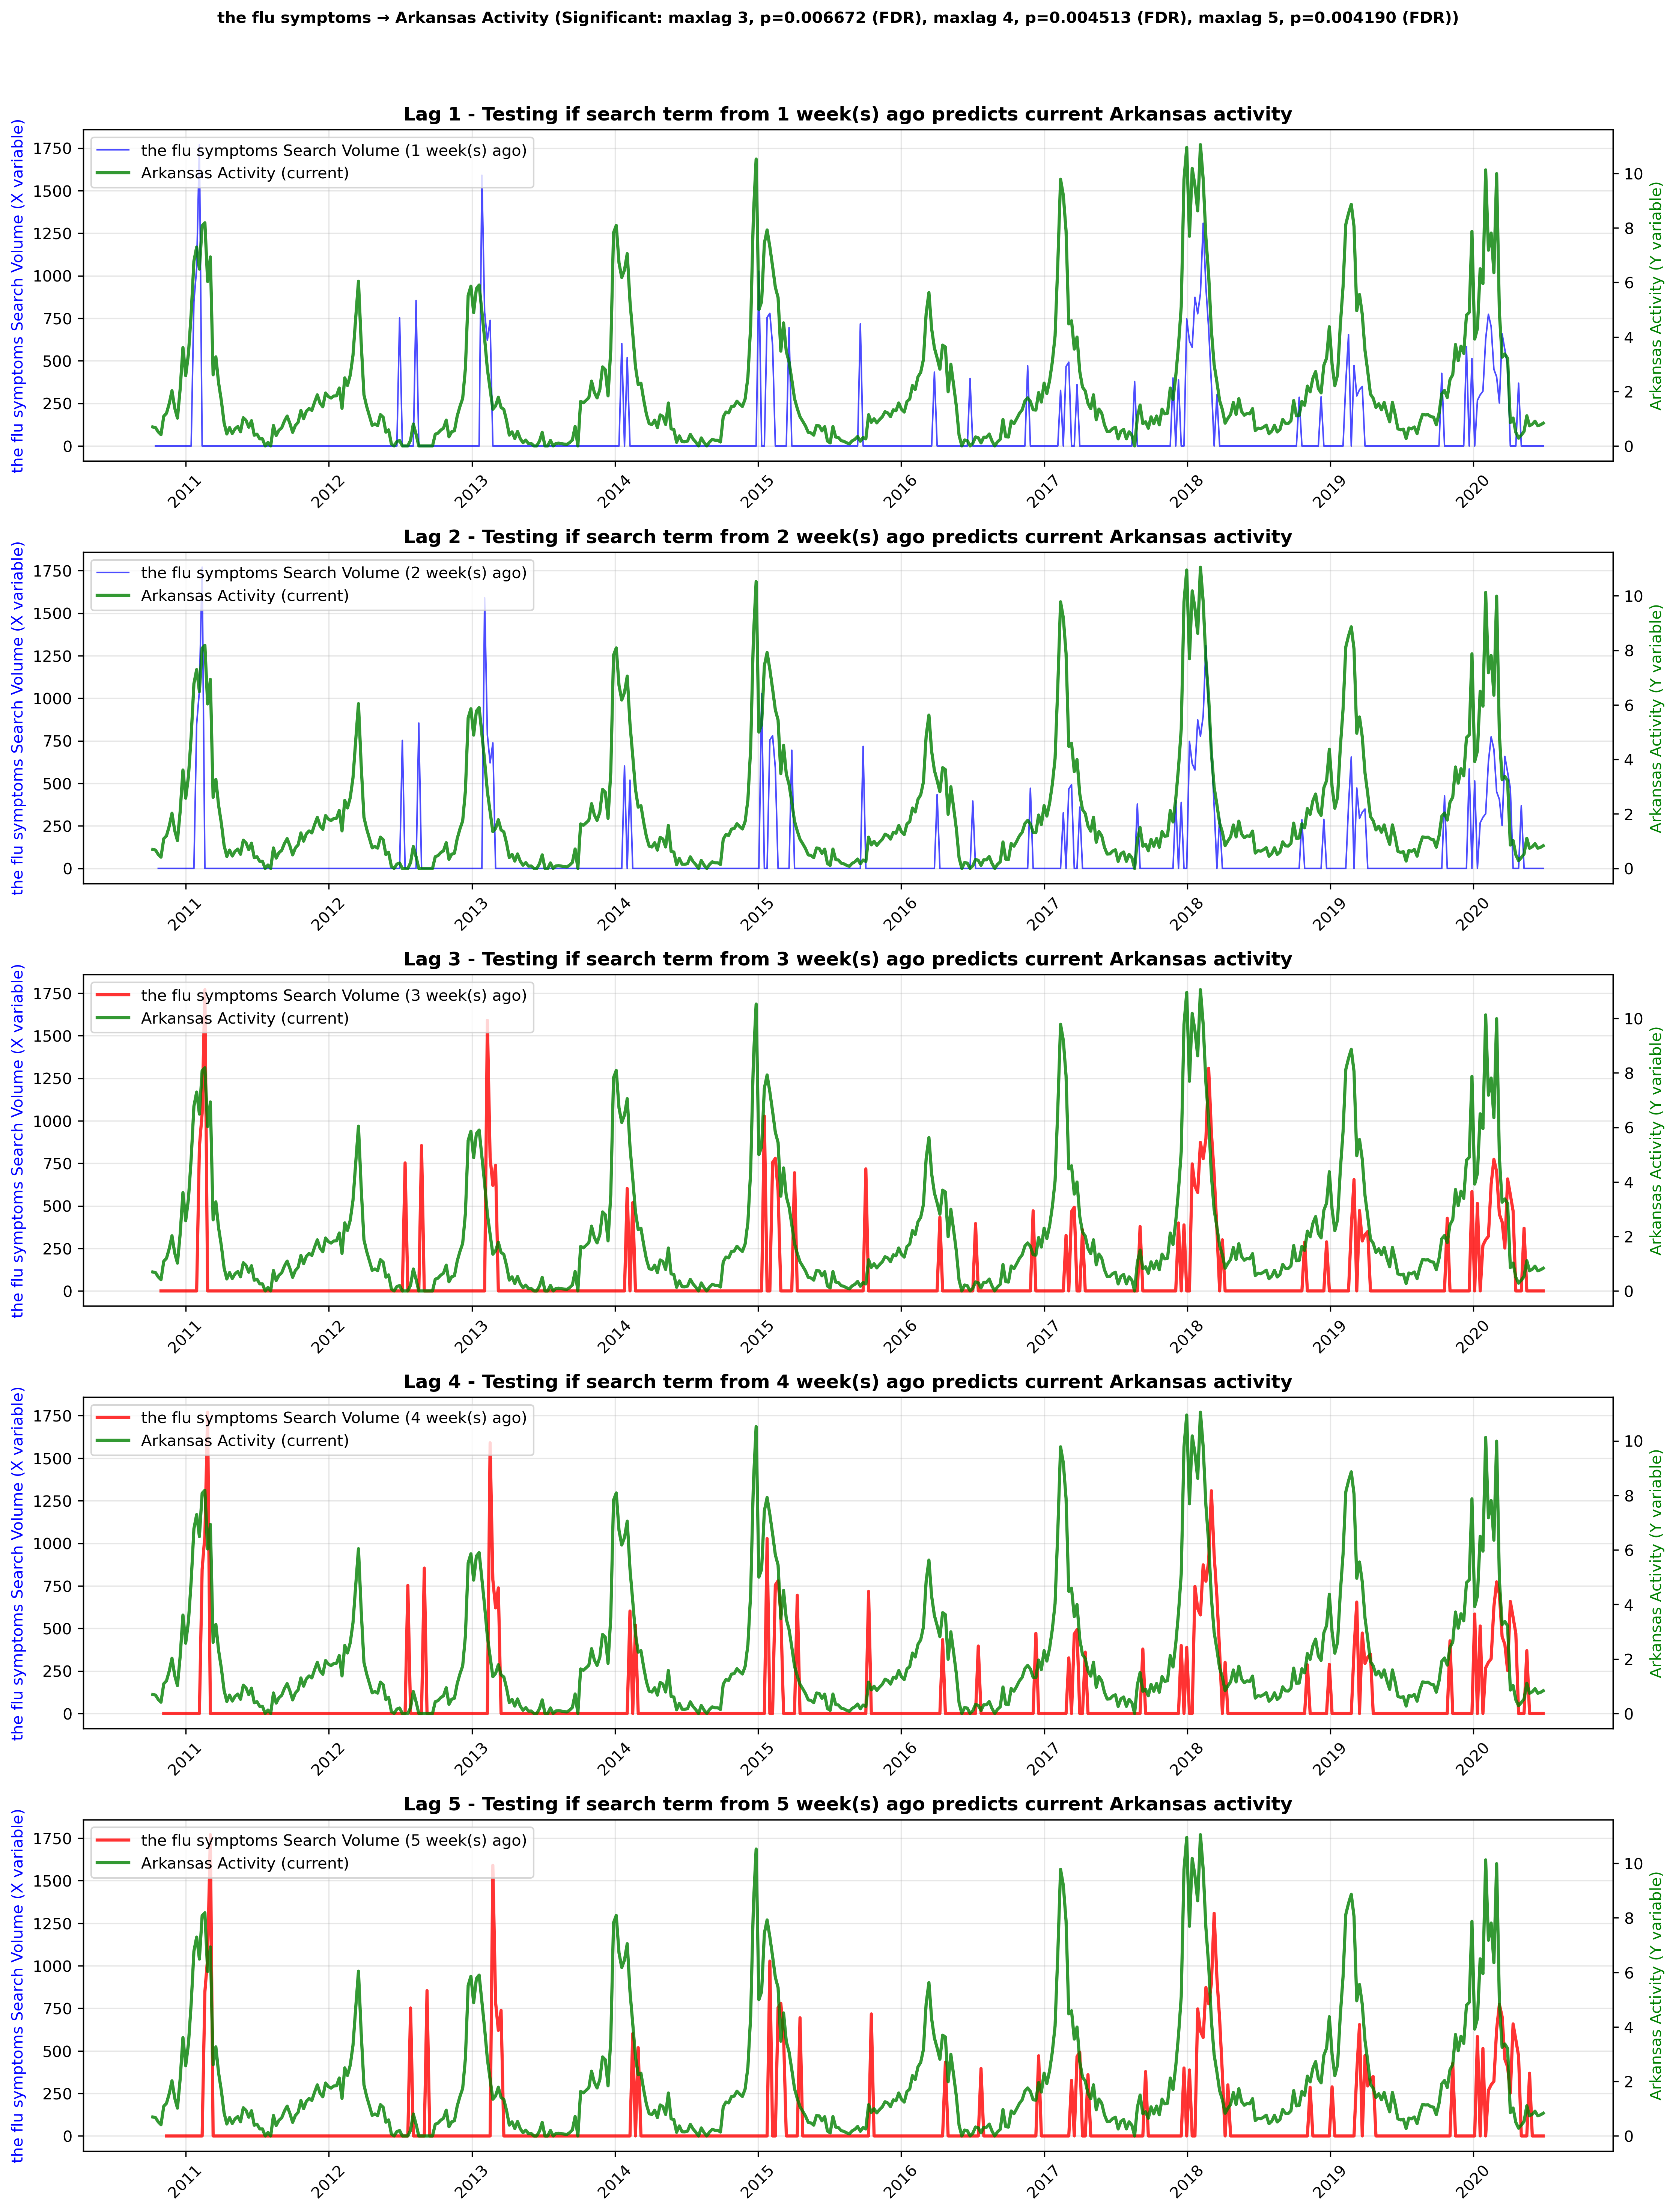 the flu symptoms → Arkansas Activity (Significant: maxlag 3, p=0.006672 (FDR), maxlag 4, p=0.004513 (FDR), maxlag 5, p=0.004190 (FDR))
Lag 1 - Testing if search term from 1 week(s) ago predicts current Arkansas activity
the flu symptoms Search Volume (1 week(s) ago)
Arkansas Activity (current)
the flu symptoms Search Volume (X variable)
1750
1500
1250
1000
750
500
250
0
10
8
6
4
2
0
Arkansas Activity (Y variable)
2011 2012 2013 2014 2015 2016 2017 2018 2019 2020
Lag 2 - Testing if search term from 2 week(s) ago predicts current Arkansas activity
the flu symptoms Search Volume (2 week(s) ago)
Arkansas Activity (current)
the flu symptoms Search Volume (X variable)
1750
1500
1250
1000
750
500
250
0
10
8
6
4
2
0
Arkansas Activity (Y variable)
2011 2012 2013 2014 2015 2016 2017 2018 2019 2020
Lag 3 - Testing if search term from 3 week(s) ago predicts current Arkansas activity
the flu symptoms Search Volume (3 week(s) ago)
Arkansas Activity (current)
the flu symptoms Search Volume (X variable)
1750
1500
1250
1000
750
500
250
0
10
8
6
4
2
0
Arkansas Activity (Y variable)
2011 2012 2013 2014 2015 2016 2017 2018 2019 2020
Lag 4 - Testing if search term from 4 week(s) ago predicts current Arkansas activity
the flu symptoms Search Volume (4 week(s) ago)
Arkansas Activity (current)
the flu symptoms Search Volume (X variable)
1750
1500
1250
1000
750
500
250
0
10
8
6
4
2
0
Arkansas Activity (Y variable)
2011 2012 2013 2014 2015 2016 2017 2018 2019 2020
Lag 5 - Testing if search term from 5 week(s) ago predicts current Arkansas activity
the flu symptoms Search Volume (5 week(s) ago)
Arkansas Activity (current)
the flu symptoms Search Volume (X variable)
1750
1500
1250
1000
750
500
250
0
10
8
6
4
2
0
Arkansas Activity (Y variable)
2011 2012 2013 2014 2015 2016 2017 2018 2019 2020